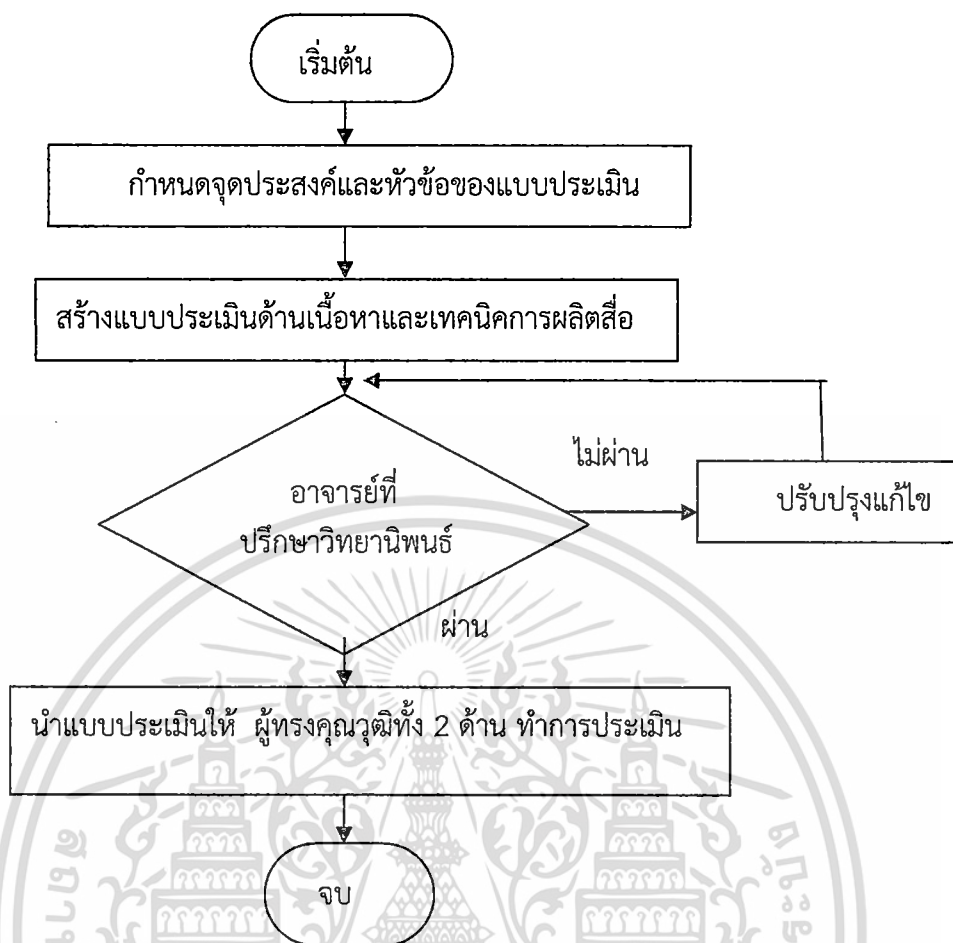 เริ่มต้น
กำหนดจุดประสงค์และหัวข้อของแบบประเมิน
สร้างแบบประเมินด้านเนื้อหาและเทคนิคการผลิตสื่อ
ไม่ผ่าน
อาจารย์ที่
ปรึกษาวิทยานิพนธ์
ปรับปรุงแก้ไข
ผ่าน
นำแบบประเมินให้ ผู้ทรงคุณวุฒิทั้ง 2 ด้าน ทำการประเมิน
จบ